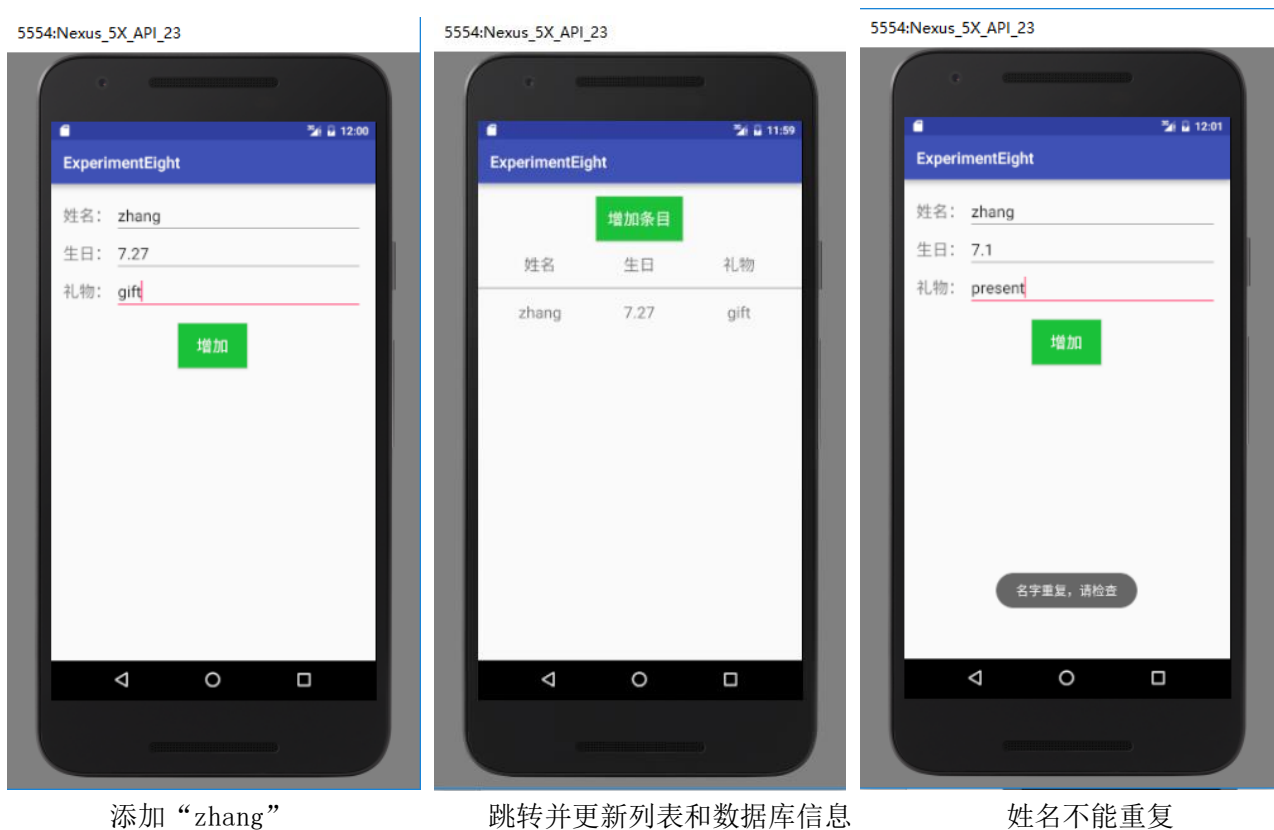 5554:Nexus_5X_API_23
12:00
ExperimentEight
姓名： zhang
生日： 7.27
礼物： gift
增加
添加“zhang”
5554:Nexus_5X_API_23
11:59
ExperimentEight
增加条目
姓名 生日 礼物
zhang 7.27 gift
跳转并更新列表和数据库信息
5554:Nexus_5X_API_23
12:01
ExperimentEight
姓名： zhang
生日： 7.1
礼物： present
增加
名字重复，请检查
姓名不能重复